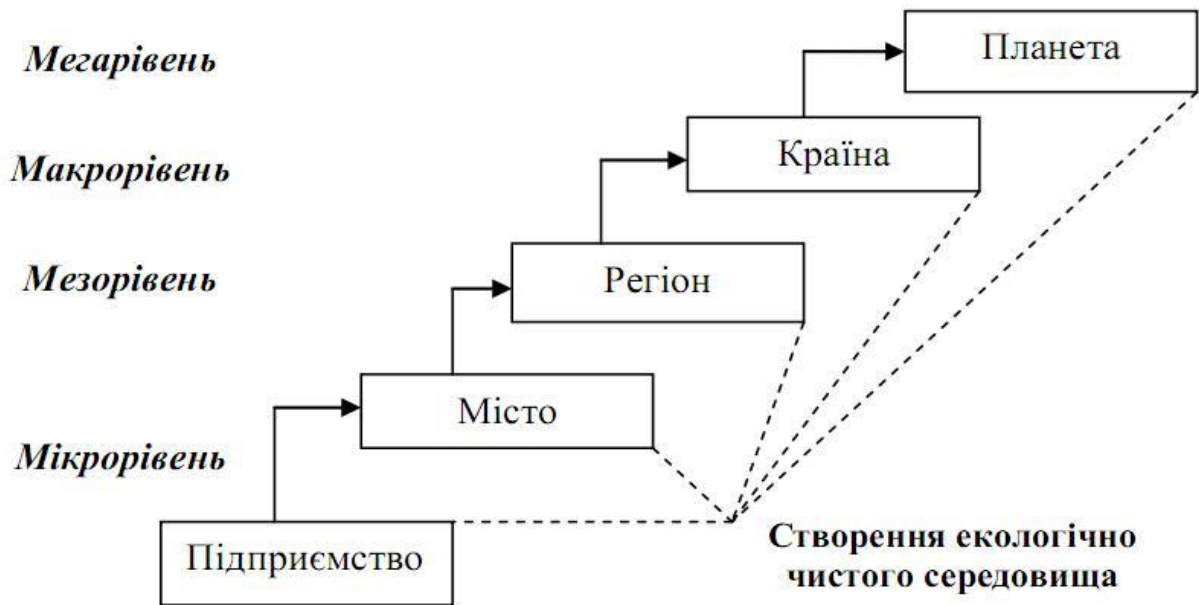 Мегарівень
Планета
Макрорівень
Країна
Мезорівень
Регіон
Місто
Мікрорівень
Підприємство
Створення екологічно
чистого середовища